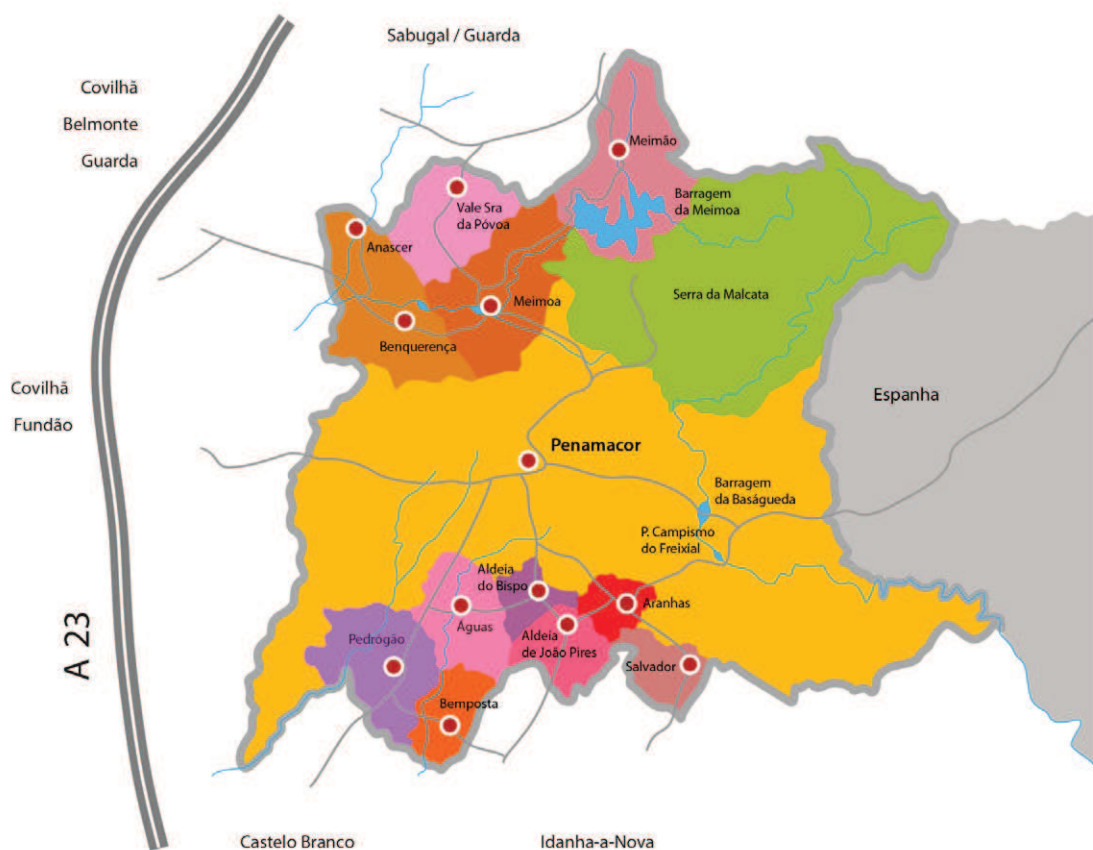 Sabugal / Guarda
Covilhã
Belmonte
Guarda
Meimão
Vale Sra
da Póvoa
Barragem
da Meimoa
Anascer
Serra da Malcata
Meimoa
Benquerença
Covilhã
Fundão
Espanha
Penamacor
Barragem
da Baságueda
P. Campismo
do Freixial
Aldeia
do Bispo
Aranhas
Águas
Pedrógão
Aldeia
de João Pires
Salvador
A 23
Bemposta
Castelo Branco
Idanha-a-Nova